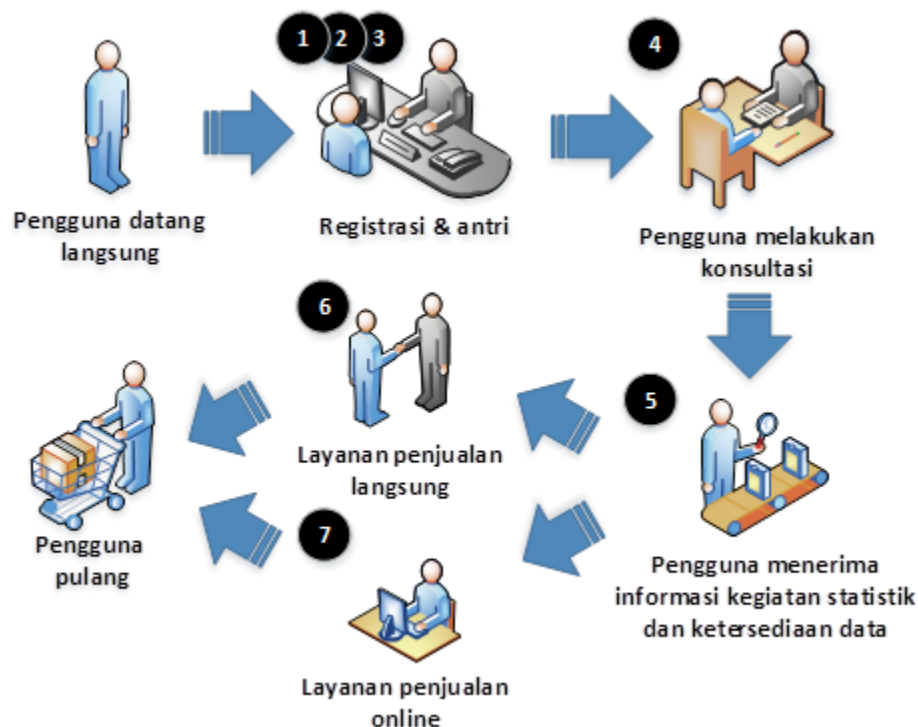 1 2 3
4
Pengguna datang
langsung
Registrasi & antri
Pengguna melakukan
konsultasi
6
5
Layanan penjualan
langsung
Pengguna
pulang
7
Pengguna menerima
informasi kegiatan statistik
dan ketersediaan data
Layanan penjualan
online